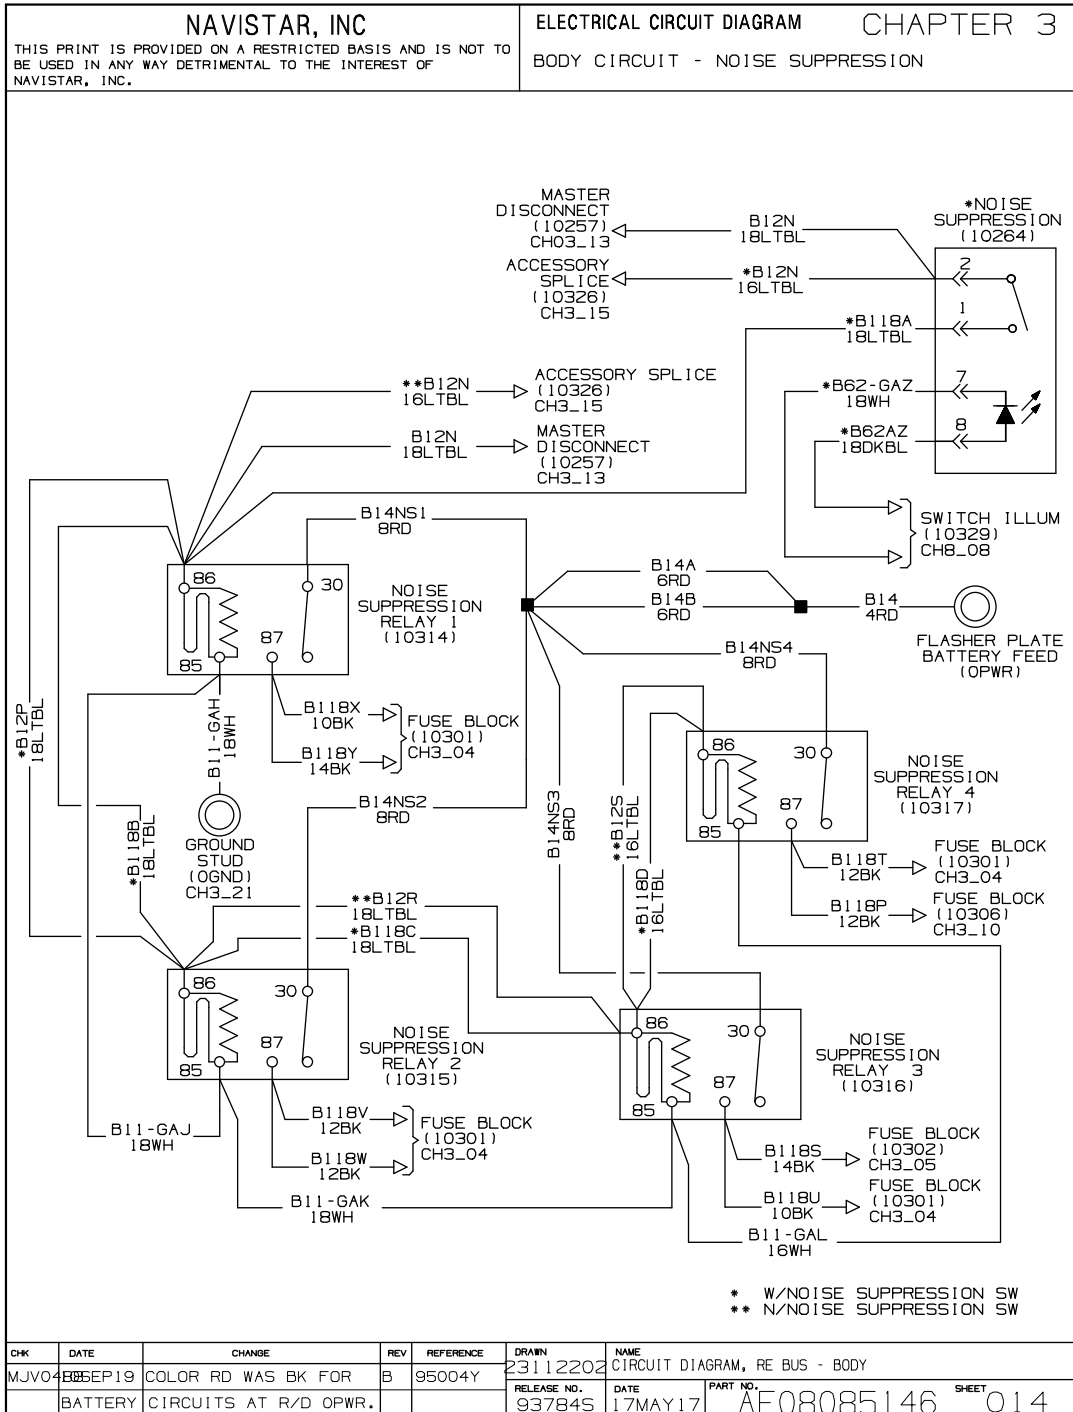 NAVISTAR, INC
THIS PRINT IS PROVIDED ON A RESTRICTED BASIS AND IS NOT TO
BE USED IN ANY WAY DETRIMENTAL TO THE INTEREST OF
NAVISTAR, INC.
ELECTRICAL CIRCUIT DIAGRAM
CHAPTER 3
BODY CIRCUIT - NOISE SUPPRESSION
MASTER
DISCONNECT
(10257)
CH03_13
B12N
18LTBL
*NOISE
SUPPRESSION
(10264)
ACCESSORY
SPLICE
(10326)
CH3_15
*B12N
16LTBL
2
1
*B118A
18LTBL
**B12N
16LTBL
ACCESSORY SPLICE
(10326)
CH3_15
*B62-GAZ
18WH
7
*B62AZ
18DKBL
8
B12N
18LTBL
MASTER
DISCONNECT
(10257)
CH3_13
SWITCH ILLUM
(10329)
CH8_08
B14NS1
8RD
86
30
87
85
NOISE
SUPPRESSION
RELAY 1
(10314)
B14A
6RD
B14B
6RD
B14
4RD
FLASHER PLATE
BATTERY FEED
(OPWR)
B14NS4
8RD
*B12P
18LTBL
B11-GAH
18WH
B118X
10BK
B118Y
14BK
FUSE BLOCK
(10301)
CH3_04
86
30
87
85
NOISE
SUPPRESSION
RELAY 4
(10317)
B14NS2
8RD
B14NS3
8RD
**B12S
16LTBL
*B118D
16LTBL
*B118B
18LTBL
GROUND
STUD
(OGND)
CH3_21
B118T
12BK
FUSE BLOCK
(10301)
CH3_04
B118P
12BK
FUSE BLOCK
(10306)
CH3_10
**B12R
18LTBL
*B118C
18LTBL
86
30
87
85
NOISE
SUPPRESSION
RELAY 2
(10315)
86
30
87
85
NOISE
SUPPRESSION
RELAY 3
(10316)
B11-GAJ
18WH
B118V
12BK
B118W
12BK
FUSE BLOCK
(10301)
CH3_04
B118S
14BK
FUSE BLOCK
(10302)
CH3_05
B118U
10BK
FUSE BLOCK
(10301)
CH3_04
B11-GAK
18WH
B11-GAL
16WH
* W/NOISE SUPPRESSION SW
** N/NOISE SUPPRESSION SW
CHK DATE CHANGE REV REFERENCE
SEP19 COLOR RD WAS BK FOR B 95004Y
BATTERY CIRCUITS AT R/D OPWR.
DRAWN
23112202
NAME
CIRCUIT DIAGRAM, RE BUS - BODY
RELEASE NO.
93784S
DATE
17MAY17
PART NO.
AE08085146
SHEET
014